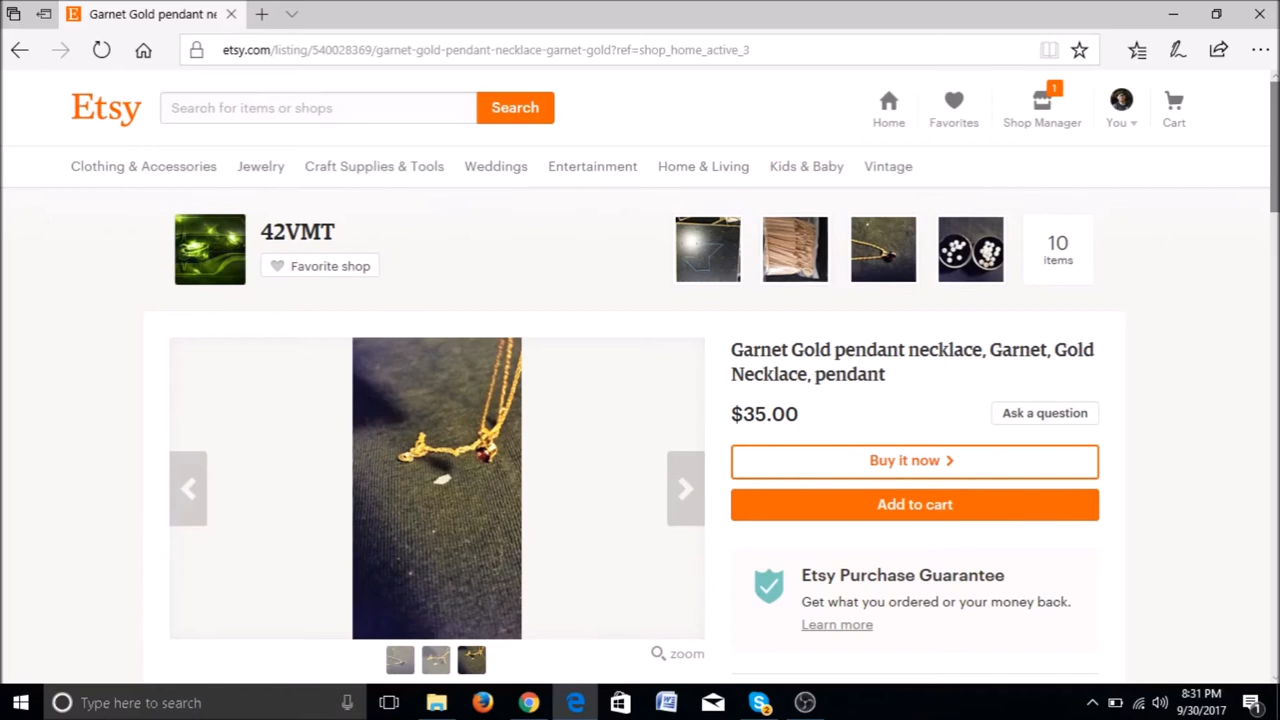 Garnet Gold pendant ne
etsy.com/listing/540028369/garnet-gold-pendant-necklace-garnet-gold?ref=shop_home_active_3
Etsy
Search for items or shops
Search
Home
Favorites
1
Shop Manager
You
Cart
Clothing & Accessories
Jewelry
Craft Supplies & Tools
Weddings
Entertainment
Home & Living
Kids & Baby
Vintage
42VMT
Favorite shop
10
Items
Garnet Gold pendant necklace, Garnet, Gold
Necklace, pendant
$35.00
Ask a question
Buy it now
Add to cart
Etsy Purchase Guarantee
Get what you ordered or your money back.
Learn more
zoom
Type here to search
2
8:31 PM
9/30/2017
1